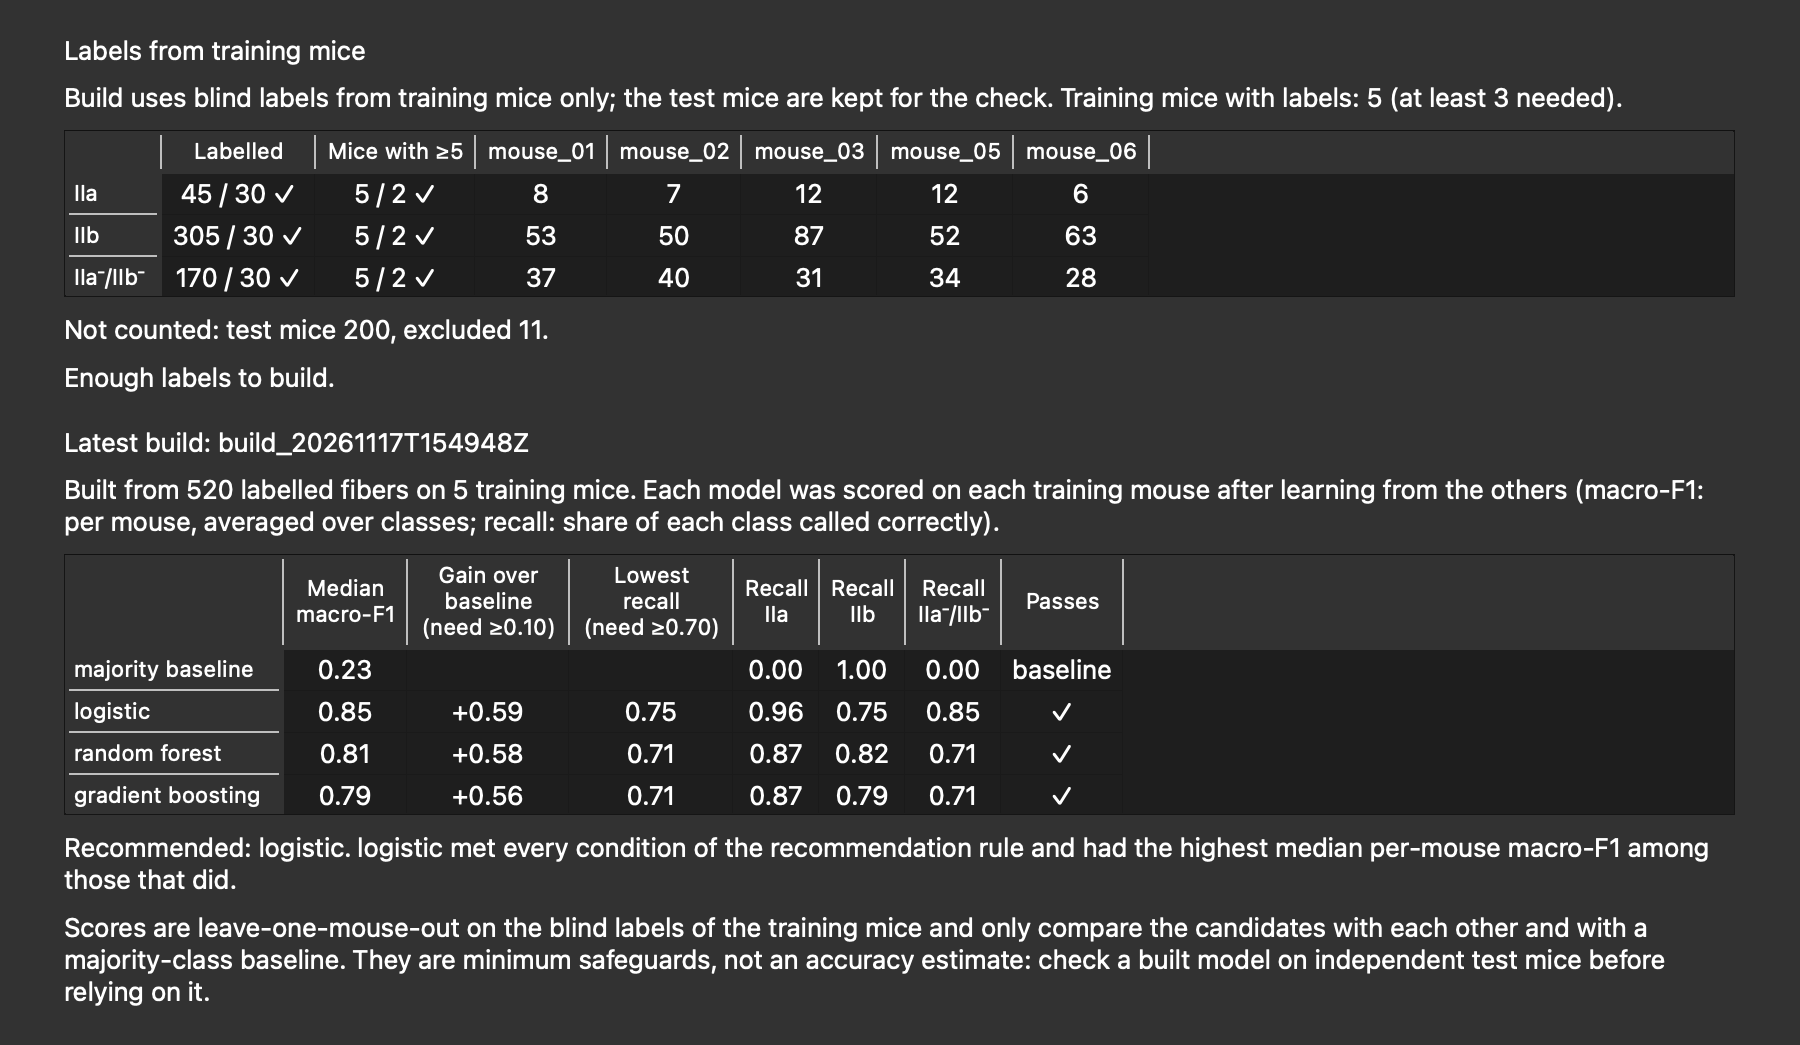 Labels from training mice
Build uses blind labels from training mice only; the test mice are kept for the check. Training mice with labels: 5 (at least 3 needed).
Labelled Mice with ≥5 mouse_01 mouse_02 mouse_03 mouse_05 mouse_06
IIa 45 / 30 ✓ 5 / 2 ✓ 8 7 12 12 6
IIb 305 / 30 ✓ 5 / 2 ✓ 53 50 87 52 63
IIa⁻/IIb⁻ 170 / 30 ✓ 5 / 2 ✓ 37 40 31 34 28
Not counted: test mice 200, excluded 11.
Enough labels to build.
Latest build: build_20261117T154948Z
Built from 520 labelled fibers on 5 training mice. Each model was scored on each training mouse after learning from the others (macro-F1:
per mouse, averaged over classes; recall: share of each class called correctly).
Median macro-F1 Gain over baseline (need ≥0.10) Lowest recall (need ≥0.70) Recall IIa Recall IIb Recall IIa⁻/IIb⁻ Passes
majority baseline 0.23 0.00 1.00 0.00 baseline
logistic 0.85 +0.59 0.75 0.96 0.75 0.85 ✓
random forest 0.81 +0.58 0.71 0.87 0.82 0.71 ✓
gradient boosting 0.79 +0.56 0.71 0.87 0.79 0.71 ✓
Recommended: logistic. logistic met every condition of the recommendation rule and had the highest median per-mouse macro-F1 among
those that did.
Scores are leave-one-mouse-out on the blind labels of the training mice and only compare the candidates with each other and with a
majority-class baseline. They are minimum safeguards, not an accuracy estimate: check a built model on independent test mice before
relying on it.